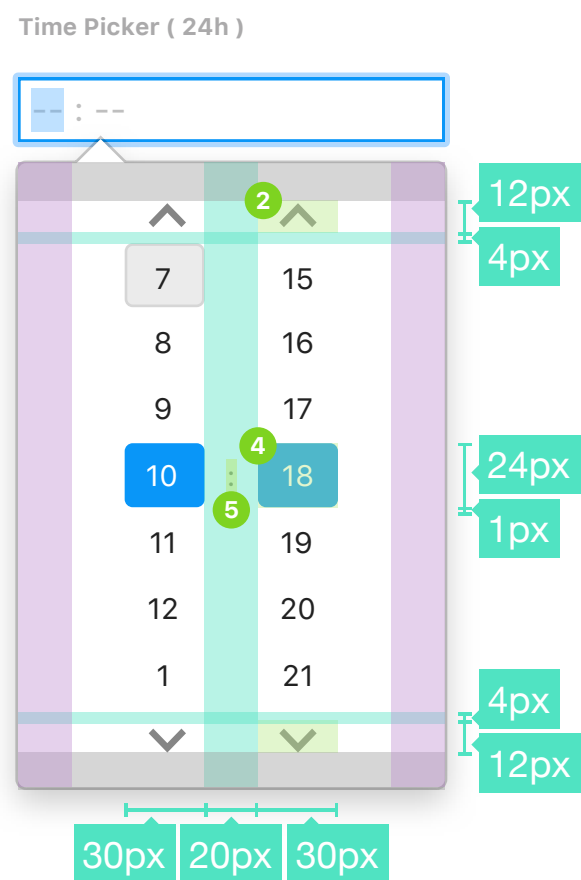 Time Picker ( 24h )
-- : --
2
12px
4px
7 15
8 16
9 17
4
24px
10 : 18
5
1px
11 19
12 20
1 21
4px
12px
30px 20px 30px